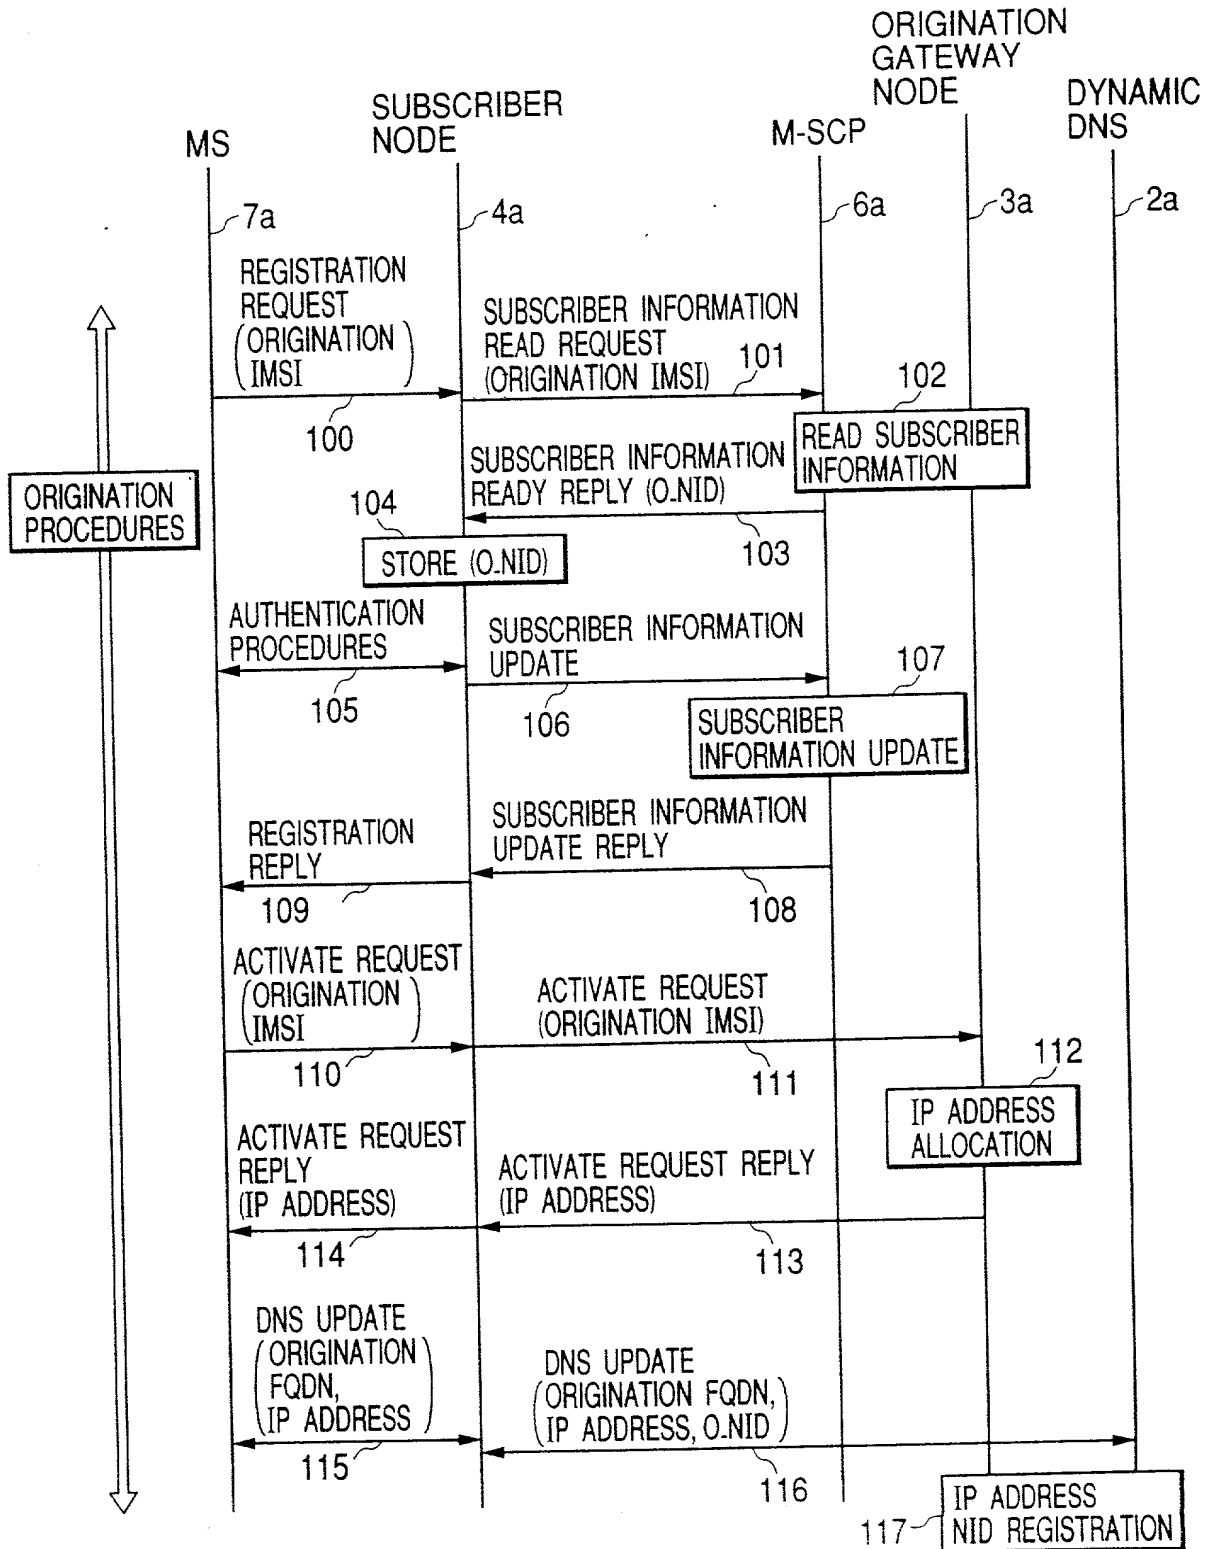 ORIGINATION
GATEWAY
NODE
DYNAMIC
DNS
SUBSCRIBER
NODE
MS
M-SCP
7a
4a
6a
3a
2a
REGISTRATION
REQUEST
(ORIGINATION
IMSI)
SUBSCRIBER INFORMATION
READ REQUEST
(ORIGINATION IMSI)
101
102
100
READ SUBSCRIBER
INFORMATION
SUBSCRIBER INFORMATION
READY REPLY (O_NID)
ORIGINATION
PROCEDURES
104
103
STORE (O_NID)
AUTHENTICATION
PROCEDURES
SUBSCRIBER INFORMATION
UPDATE
107
105
106
SUBSCRIBER
INFORMATION UPDATE
REGISTRATION
REPLY
SUBSCRIBER INFORMATION
UPDATE REPLY
109
108
ACTIVATE REQUEST
(ORIGINATION
IMSI)
ACTIVATE REQUEST
(ORIGINATION IMSI)
110
111
112
IP ADDRESS
ALLOCATION
ACTIVATE REQUEST
REPLY
(IP ADDRESS)
ACTIVATE REQUEST REPLY
(IP ADDRESS)
114
113
DNS UPDATE
(ORIGINATION
FQDN,
IP ADDRESS)
DNS UPDATE
(ORIGINATION FQDN,
IP ADDRESS, O_NID)
115
116
117
IP ADDRESS
NID REGISTRATION